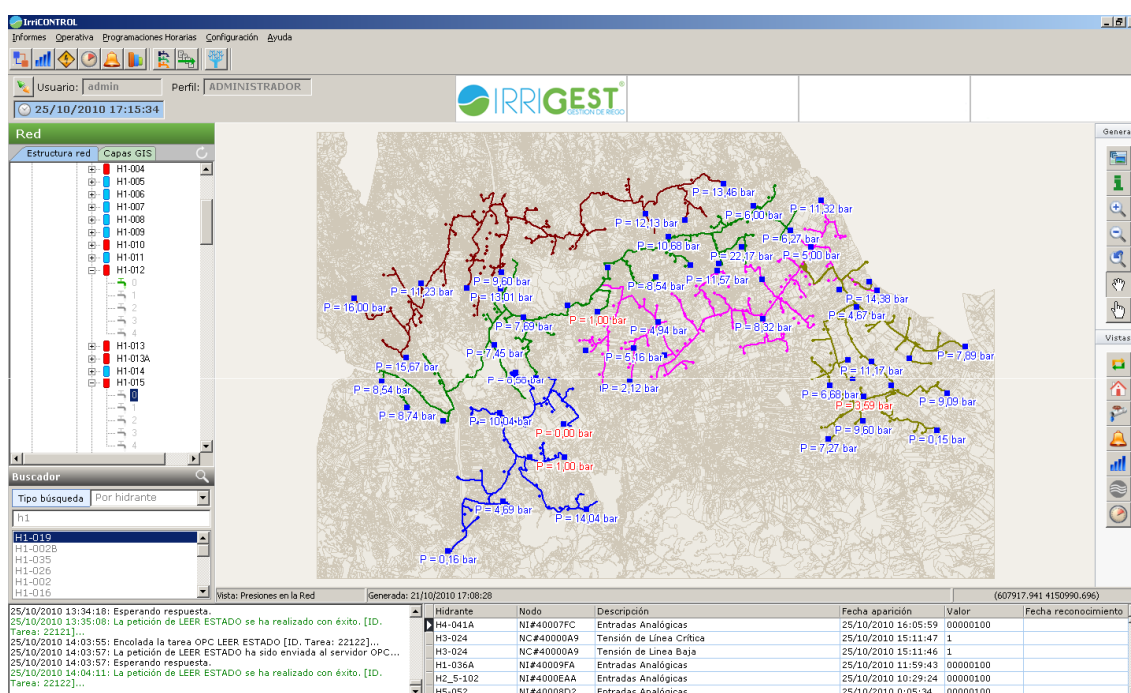 IrriCONTROL
Informes Operativa Programaciones Horarias Configuración Ayuda
Usuario: admin Perfil: ADMINISTRADOR
25/10/2010 17:15:34
IRRIGEST
GESTION DE RIEGO
Red
Estructura red Capas GIS
H1-004
H1-005
H1-006
H1-007
H1-008
H1-009
H1-010
H1-011
H1-012
0
1
2
3
4
H1-013
H1-013A
H1-014
H1-015
0
1
2
3
4
Buscador
Tipo búsqueda Por hidrante
h1
H1-019
H1-002B
H1-035
H1-026
H1-002
H1-016
P = 13,46 bar
P = 11,32 bar
P = 6,00 bar
P = 12,13 bar
P = 6,27 bar
P = 10,68 bar
P = 22,17 bar
P = 5,00 bar
P = 9,60 bar
P = 11,57 bar
P = 8,54 bar
P = 11,23 bar
P = 13,01 bar
P = 14,38 bar
P = 16,00 bar
P = 4,67 bar
P = 1,00 bar
P = 7,69 bar
P = 4,94 bar
P = 8,32 bar
P = 7,45 bar
P = 5,16 bar
P = 7,89 bar
P = 15,67 bar
P = 11,17 bar
P = 8,54 bar
P = 2,12 bar
P = 6,68 bar
P = 9,09 bar
P = 3,59 bar
P = 8,74 bar
P = 10,04 bar
P = 9,60 bar
P = 0,00 bar
P = 0,15 bar
P = 7,27 bar
P = 1,00 bar
P = 4,69 bar
P = 14,04 bar
P = 0,16 bar
Genera
Vistas
Vista: Presiones en la Red Generada: 21/10/2010 17:08:28 (607917.941 4150990.696)
25/10/2010 13:34:18: Esperando respuesta.
25/10/2010 13:35:08: La petición de LEER ESTADO se ha realizado con éxito. [ID.
Tarea: 22121]...
25/10/2010 14:03:55: Encolada la tarea OPC LEER ESTADO [ID. Tarea: 22122]...
25/10/2010 14:03:57: La petición de LEER ESTADO ha sido enviada al servidor OPC...
25/10/2010 14:03:57: Esperando respuesta.
25/10/2010 14:04:11: La petición de LEER ESTADO se ha realizado con éxito. [ID.
Tarea: 22122]...
Hidrante Nodo Descripción Fecha aparición Valor Fecha reconocimiento
H4-041A NI#40007FC Entradas Analógicas 25/10/2010 16:05:59 00000100
H3-024 NC#40000A9 Tensión de Línea Crítica 25/10/2010 15:11:47 1
H3-024 NC#40000A9 Tensión de Linea Baja 25/10/2010 15:11:46 1
H1-036A NI#40009FA Entradas Analógicas 25/10/2010 11:59:43 00000100
H2_5-102 NI#4000EAA Entradas Analógicas 25/10/2010 10:29:24 00000100
H5-052 NI#40008D2 Entradas Analógicas 25/10/2010 0:05:34 00000100